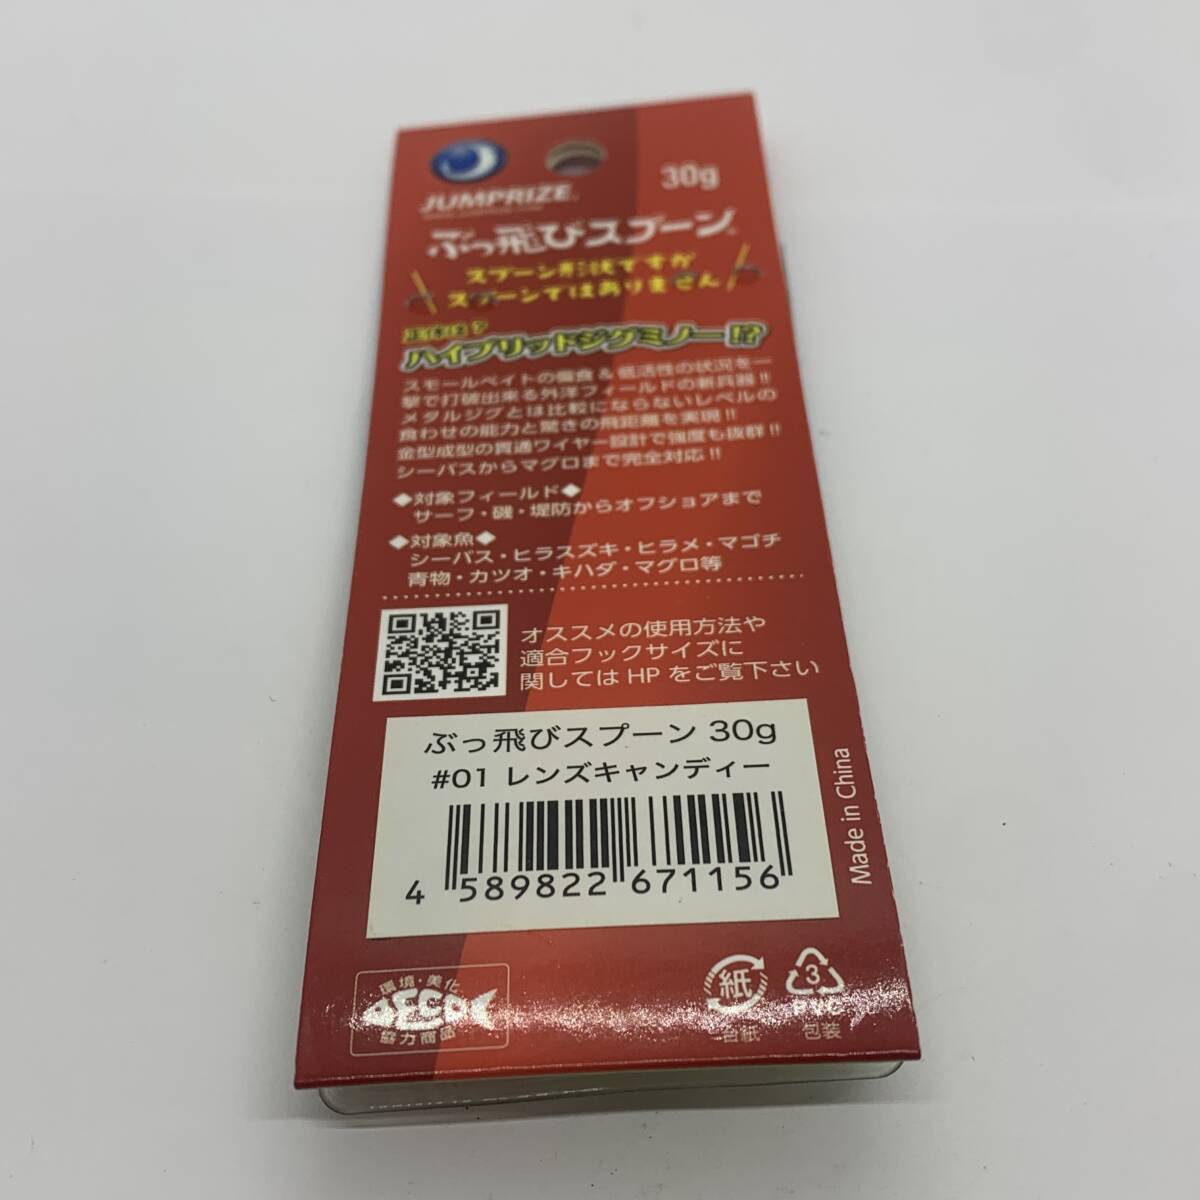 JUMPRIZE
30g
ぶっ飛びスプーン
スプーン形状ですが
スプーンではありません
正体は?
ハイブリッドジグミノー!?
スモールベイトの偏食&低活性の状況を一
撃で打破出来る外洋フィールドの新兵器!!
メタルジグとは比較にならないレベルの
食わせの能力と驚きの飛距離を実現!!
金型成型の貫通ワイヤー設計で強度も抜群!!
シーバスからマグロまで完全対応!!
◆対象フィールド◆
サーフ・磯・堤防からオフショアまで
◆対象魚◆
シーバス・ヒラスズキ・ヒラメ・マゴチ
青物・カツオ・キハダ・マグロ等
オススメの使用方法や
適合フックサイズに
関しては HP をご覧下さい
ぶっ飛びスプーン 30g
#01 レンズキャンディー
4 589822 671156
Made in China
環境・美化
ECO
協力商品
紙
台紙
3
PVC
包装